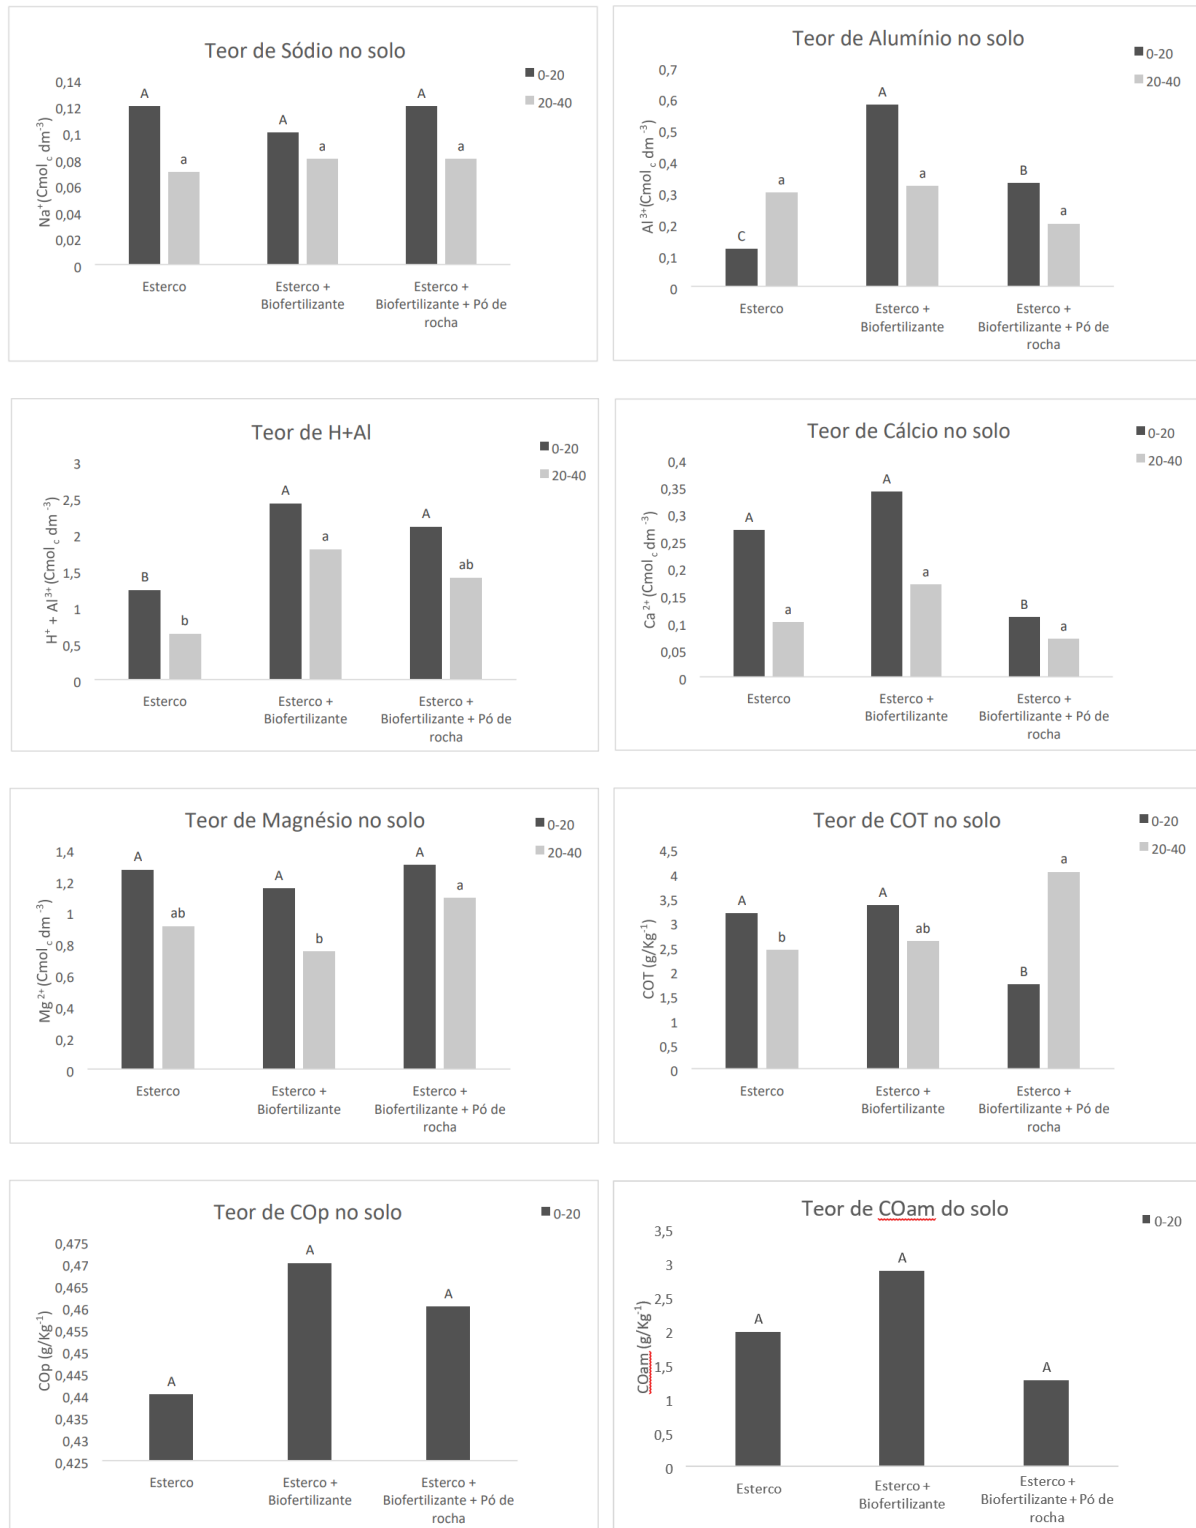 Teor de Sódio no solo
0-20
20-40
Na⁺ (Cmol c dm⁻³)
0,14
0,12
0,1
0,08
0,06
0,04
0,02
0
A
a
A
a
A
a
Esterco
Esterco +
Biofertilizante
Esterco +
Biofertilizante + Pó de
rocha
Teor de Alumínio no solo
0-20
20-40
Al³⁺(Cmol c dm⁻³)
0,7
0,6
0,5
0,4
0,3
0,2
0,1
0
C
a
A
a
B
a
Esterco
Esterco +
Biofertilizante
Esterco +
Biofertilizante + Pó de
rocha
Teor de H+Al
0-20
20-40
H⁺ + Al³⁺(Cmol c dm⁻³)
3
2,5
2
1,5
1
0,5
0
B
b
A
a
A
ab
Esterco
Esterco +
Biofertilizante
Esterco +
Biofertilizante + Pó de
rocha
Teor de Cálcio no solo
0-20
20-40
Ca²⁺ (Cmol c dm⁻³)
0,4
0,35
0,3
0,25
0,2
0,15
0,1
0,05
0
A
a
A
a
B
a
Esterco
Esterco +
Biofertilizante
Esterco +
Biofertilizante + Pó de
rocha
Teor de Magnésio no solo
0-20
20-40
Mg²⁺ (Cmol c dm⁻³)
1,4
1,2
1
0,8
0,6
0,4
0,2
0
A
ab
A
b
A
a
Esterco
Esterco +
Biofertilizante
Esterco +
Biofertilizante + Pó de
rocha
Teor de COT no solo
0-20
20-40
COT (g/Kg⁻¹)
4,5
4
3,5
3
2,5
2
1,5
1
0,5
0
A
b
A
ab
B
a
Esterco
Esterco +
Biofertilizante
Esterco +
Biofertilizante + Pó de
rocha
Teor de COp no solo
0-20
COp (g/Kg⁻¹)
0,475
0,47
0,465
0,46
0,455
0,45
0,445
0,44
0,435
0,43
0,425
A
A
A
Esterco
Esterco +
Biofertilizante
Esterco +
Biofertilizante + Pó de
rocha
Teor de COam do solo
0-20
COam (g/Kg⁻¹)
3,5
3
2,5
2
1,5
1
0,5
0
A
A
A
Esterco
Esterco +
Biofertilizante
Esterco +
Biofertilizante + Pó de
rocha